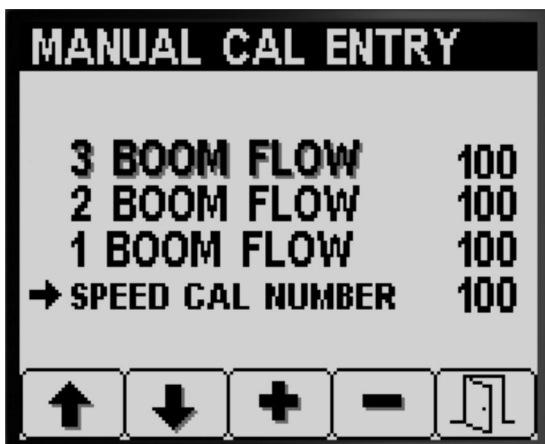 MANUAL CAL ENTRY
3 BOOM FLOW 100
2 BOOM FLOW 100
1 BOOM FLOW 100
SPEED CAL NUMBER 100